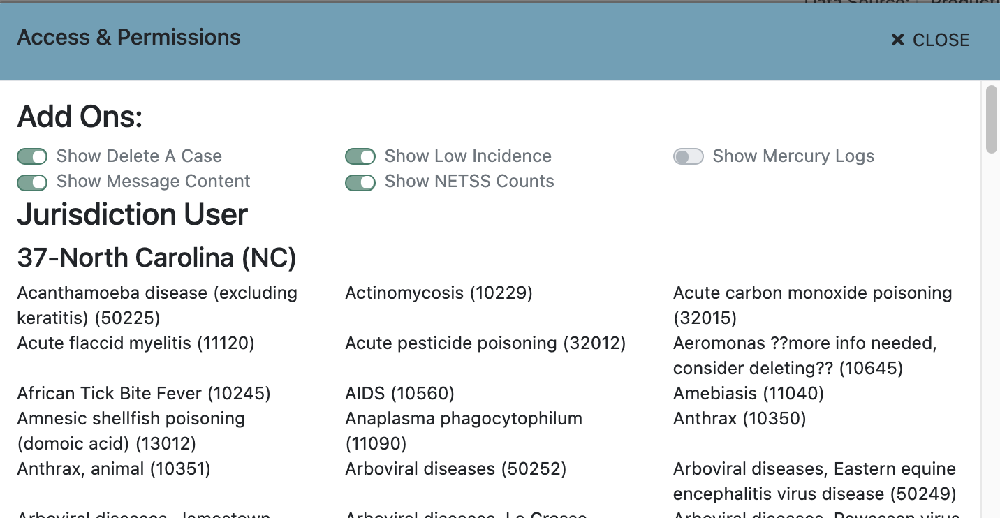 Data Source:
Access & Permissions
✕ CLOSE
Add Ons:
Show Delete A Case
Show Low Incidence
Show Mercury Logs
Show Message Content
Show NETSS Counts
Jurisdiction User
37-North Carolina (NC)
Acanthamoeba disease (excluding
keratitis) (50225)
Actinomycosis (10229)
Acute carbon monoxide poisoning
(32015)
Acute flaccid myelitis (11120)
Acute pesticide poisoning (32012)
Aeromonas ??more info needed,
consider deleting?? (10645)
African Tick Bite Fever (10245)
AIDS (10560)
Amebiasis (11040)
Amnesic shellfish poisoning
(domoic acid) (13012)
Anaplasma phagocytophilum
(11090)
Anthrax (10350)
Anthrax, animal (10351)
Arboviral diseases (50252)
Arboviral diseases, Eastern equine
encephalitis virus disease (50249)
Arboviral diseases, Jamestown
Arboviral diseases, La Crosse
Arboviral diseases, Powassan virus